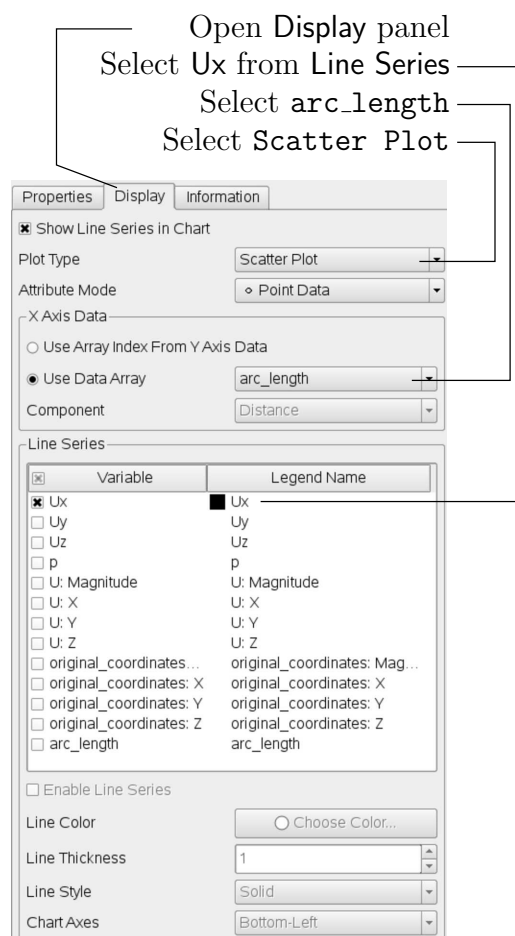 Open Display panel
Select Ux from Line Series
Select arc_length
Select Scatter Plot
Properties Display Information
Show Line Series in Chart
Plot Type Scatter Plot
Attribute Mode Point Data
X Axis Data
Use Array Index From Y Axis Data
Use Data Array arc_length
Component Distance
Line Series
Variable Legend Name
Ux Ux
Uy Uy
Uz Uz
p p
U: Magnitude U: Magnitude
U: X U: X
U: Y U: Y
U: Z U: Z
original_coordinates... original_coordinates: Mag...
original_coordinates: X original_coordinates: X
original_coordinates: Y original_coordinates: Y
original_coordinates: Z original_coordinates: Z
arc_length arc_length
Enable Line Series
Line Color Choose Color...
Line Thickness 1
Line Style Solid
Chart Axes Bottom-Left